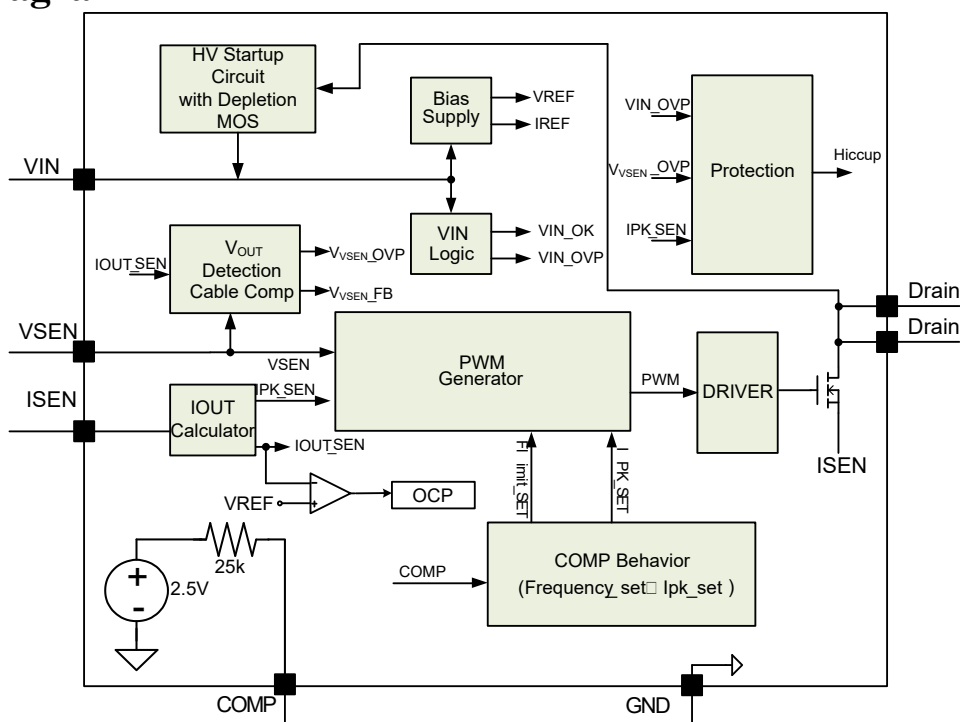 HV Startup
Circuit
with Depletion
MOS
Bias
Supply
VREF
IREF
VIN_OVP
VVSEN_OVP
IPK_SEN
Protection
Hiccup
VIN
VIN
Logic
VIN_OK
VIN_OVP
IOUT_SEN
VOUT
Detection
Cable Comp
VVSEN_OVP
VVSEN_FB
Drain
Drain
VSEN
VSEN
PWM
Generator
PWM
DRIVER
ISEN
ISEN
IOUT
Calculator
IPK_SEN
IOUT_SEN
VREF
-
+
OCP
FLimit_SET
I PK_SET
25k
+
-
2.5V
COMP
COMP Behavior
(Frequency_set□ Ipk_set )
COMP
GND